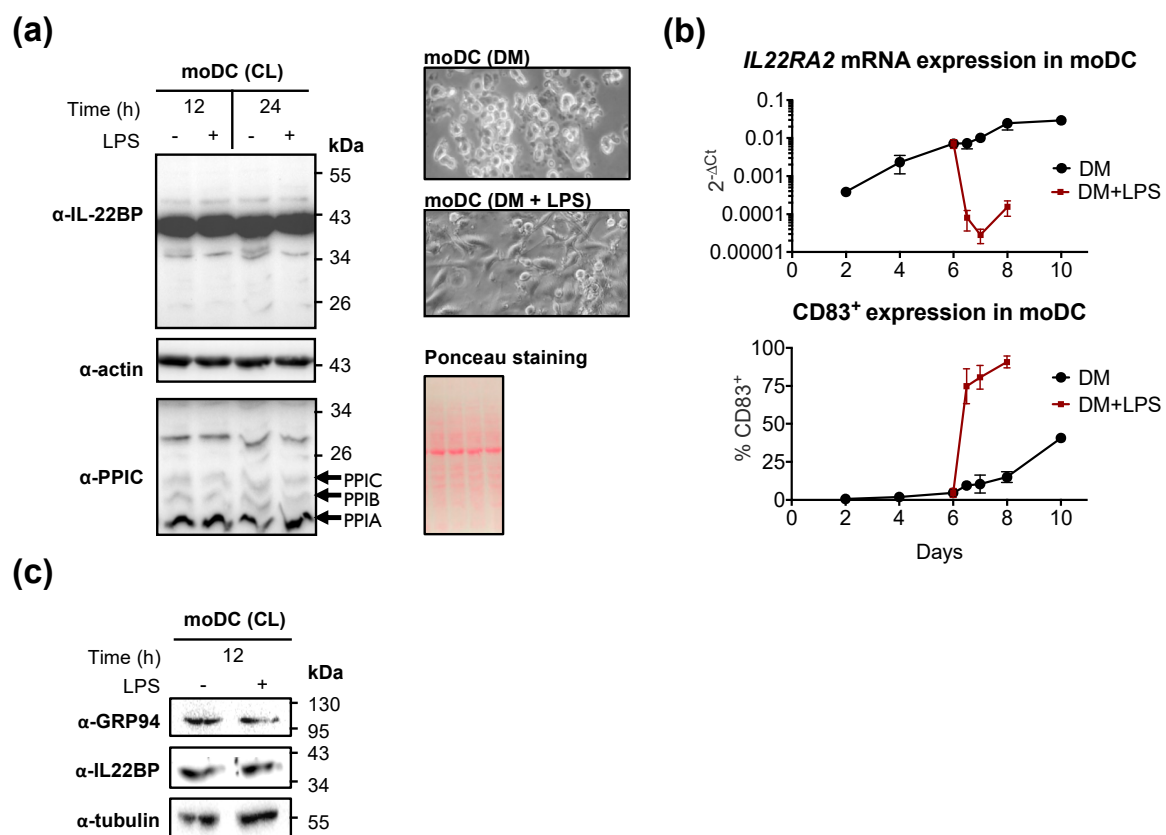 (a)
moDC (CL)
Time (h) 12 24
LPS - + - +
kDa
α-IL-22BP
55
43
34
26
α-actin
43
α-PPIC
34
26
PPIC
PPIB
PPIA
moDC (DM)
moDC (DM + LPS)
Ponceau staining
(b)
IL22RA2 mRNA expression in moDC
2^-ΔCt
0.1
0.01
0.001
0.0001
0.00001
0 2 4 6 8 10
DM
DM+LPS
CD83⁺ expression in moDC
% CD83⁺
100
75
50
25
0
0 2 4 6 8 10
Days
DM
DM+LPS
(c)
moDC (CL)
Time (h) 12
LPS - +
kDa
α-GRP94
130
95
α-IL22BP
43
34
α-tubulin
55